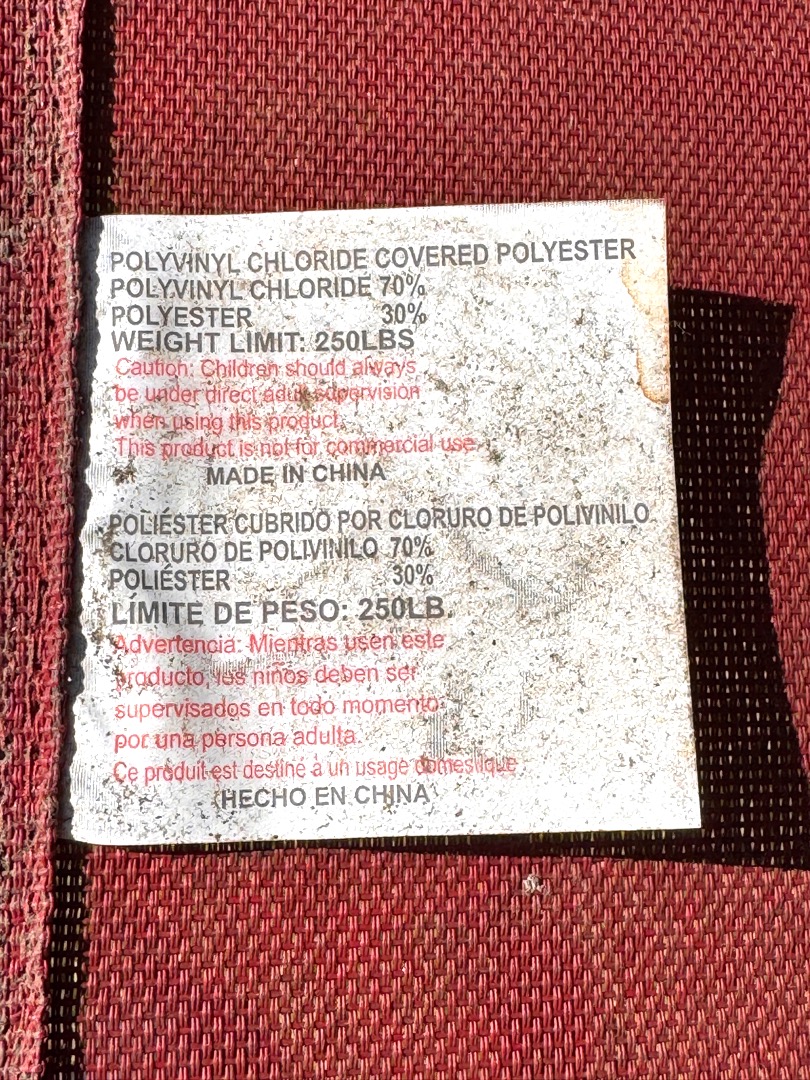 POLYVINYL CHLORIDE COVERED POLYESTER
POLYVINYL CHLORIDE 70%
POLYESTER 30%
WEIGHT LIMIT: 250LBS
Caution: Children should always
be under direct adult supervision
when using this product.
This product is not for commercial use.
MADE IN CHINA
POLIÉSTER CUBRIDO POR CLORURO DE POLIVINILO
CLORURO DE POLIVINILO 70%
POLIÉSTER 30%
LÍMITE DE PESO: 250LB.
Advertencia: Mientras usen este
producto, los niños deben ser
supervisados en todo momento
por una persona adulta.
Ce produit est destiné à un usage domestique
HECHO EN CHINA